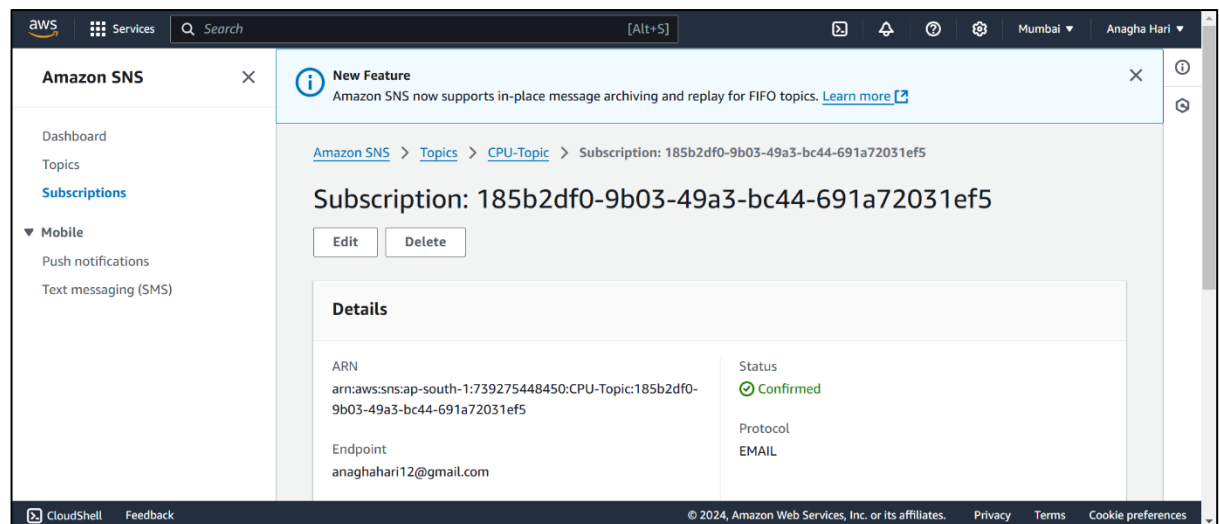 aws Services Search [Alt+S] Mumbai ▼ Anagha Hari ▼
Amazon SNS
Dashboard
Topics
Subscriptions
▼ Mobile
Push notifications
Text messaging (SMS)
New Feature
Amazon SNS now supports in-place message archiving and replay for FIFO topics. Learn more
Amazon SNS > Topics > CPU-Topic > Subscription: 185b2df0-9b03-49a3-bc44-691a72031ef5
Subscription: 185b2df0-9b03-49a3-bc44-691a72031ef5
Edit Delete
Details
ARN
arn:aws:sns:ap-south-1:739275448450:CPU-Topic:185b2df0-
9b03-49a3-bc44-691a72031ef5
Endpoint
anaghahari12@gmail.com
Status
Confirmed
Protocol
EMAIL
CloudShell Feedback © 2024, Amazon Web Services, Inc. or its affiliates. Privacy Terms Cookie preferences